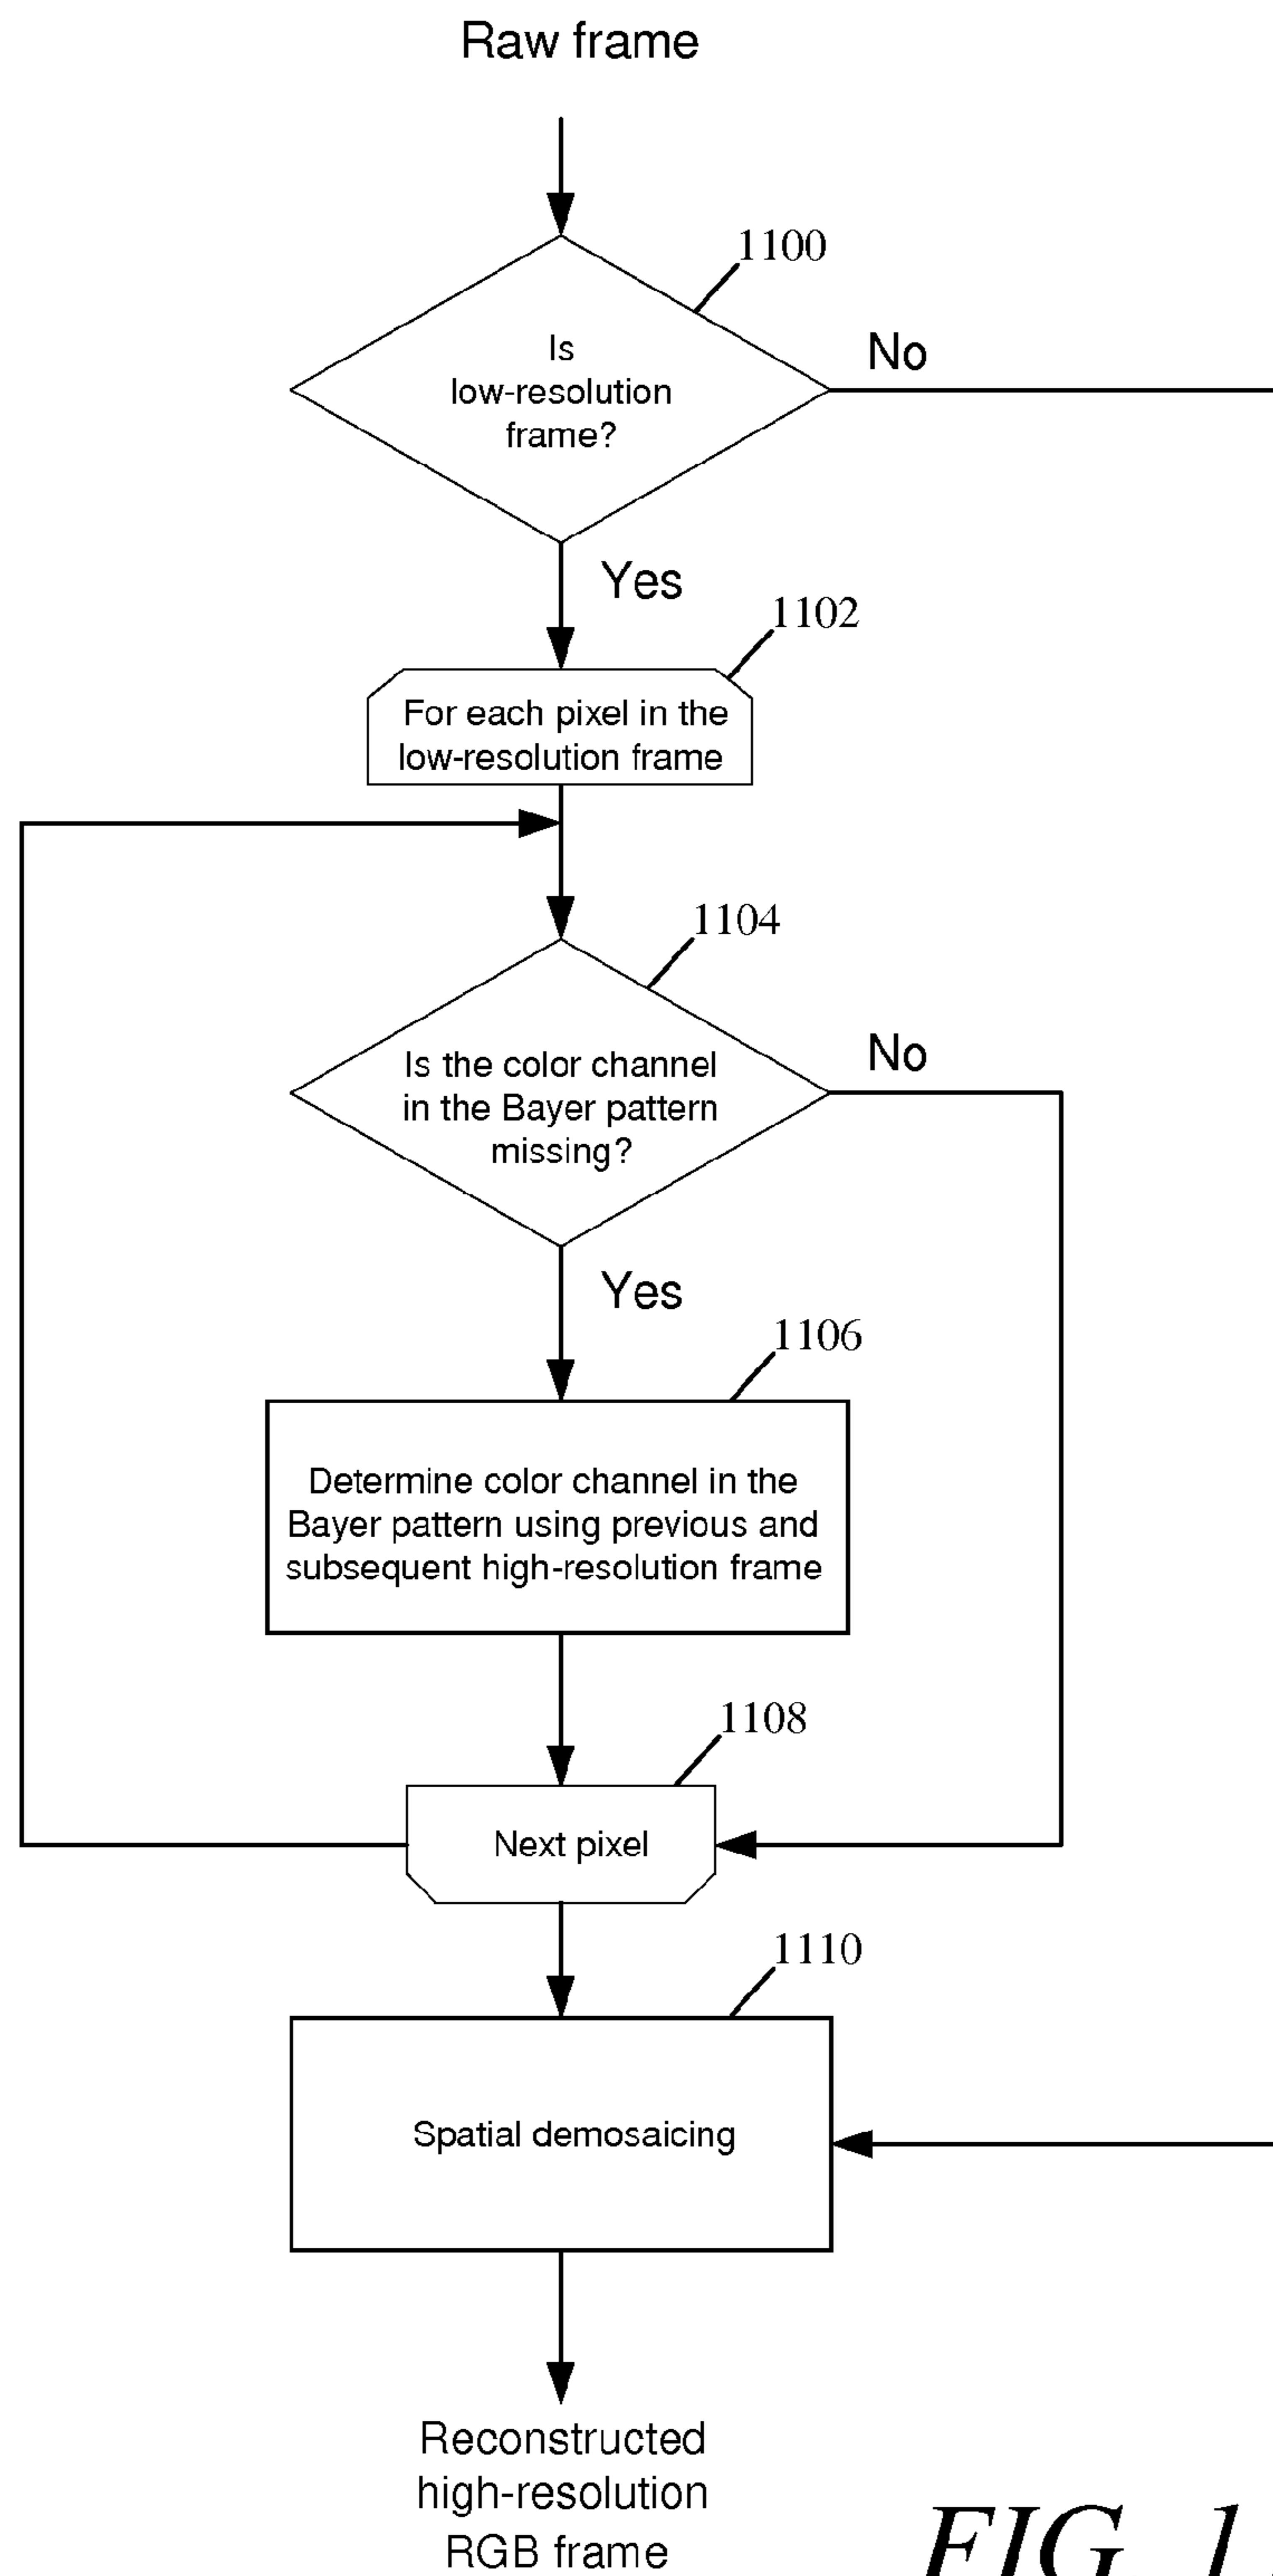 Raw frame
1100
Is
low-resolution
frame?
No
Yes
1102
For each pixel in the
low-resolution frame
1104
Is the color channel
in the Bayer pattern
missing?
No
Yes
1106
Determine color channel in the
Bayer pattern using previous and
subsequent high-resolution frame
1108
Next pixel
1110
Spatial demosaicing
Reconstructed
high-resolution
RGB frame
FIG.